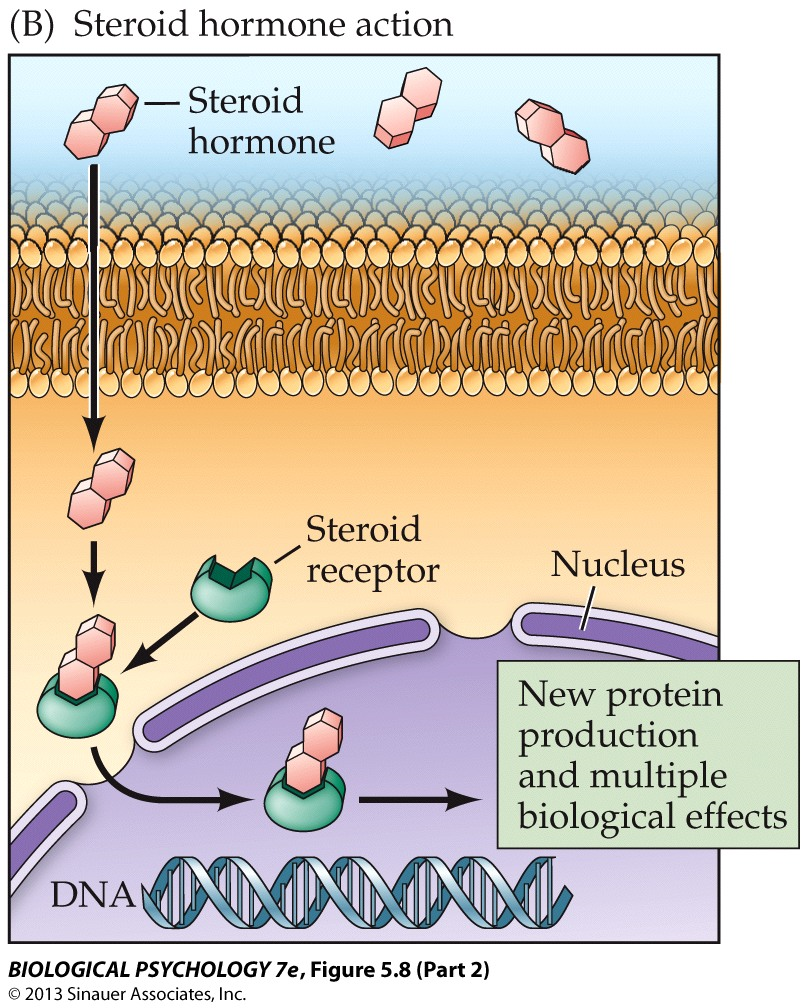 (B) Steroid hormone action
Steroid
hormone
Steroid
receptor
Nucleus
New protein
production
and multiple
biological effects
DNA
BIOLOGICAL PSYCHOLOGY 7e, Figure 5.8 (Part 2)
© 2013 Sinauer Associates, Inc.